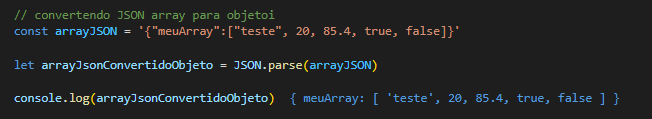 // convertendo JSON array para objetoi
const arrayJSON = '{"meuArray":["teste", 20, 85.4, true, false]}'
let arrayJsonConvertidoObjeto = JSON.parse(arrayJSON)
console.log(arrayJsonConvertidoObjeto)  { meuArray: [ 'teste', 20, 85.4, true, false ] }